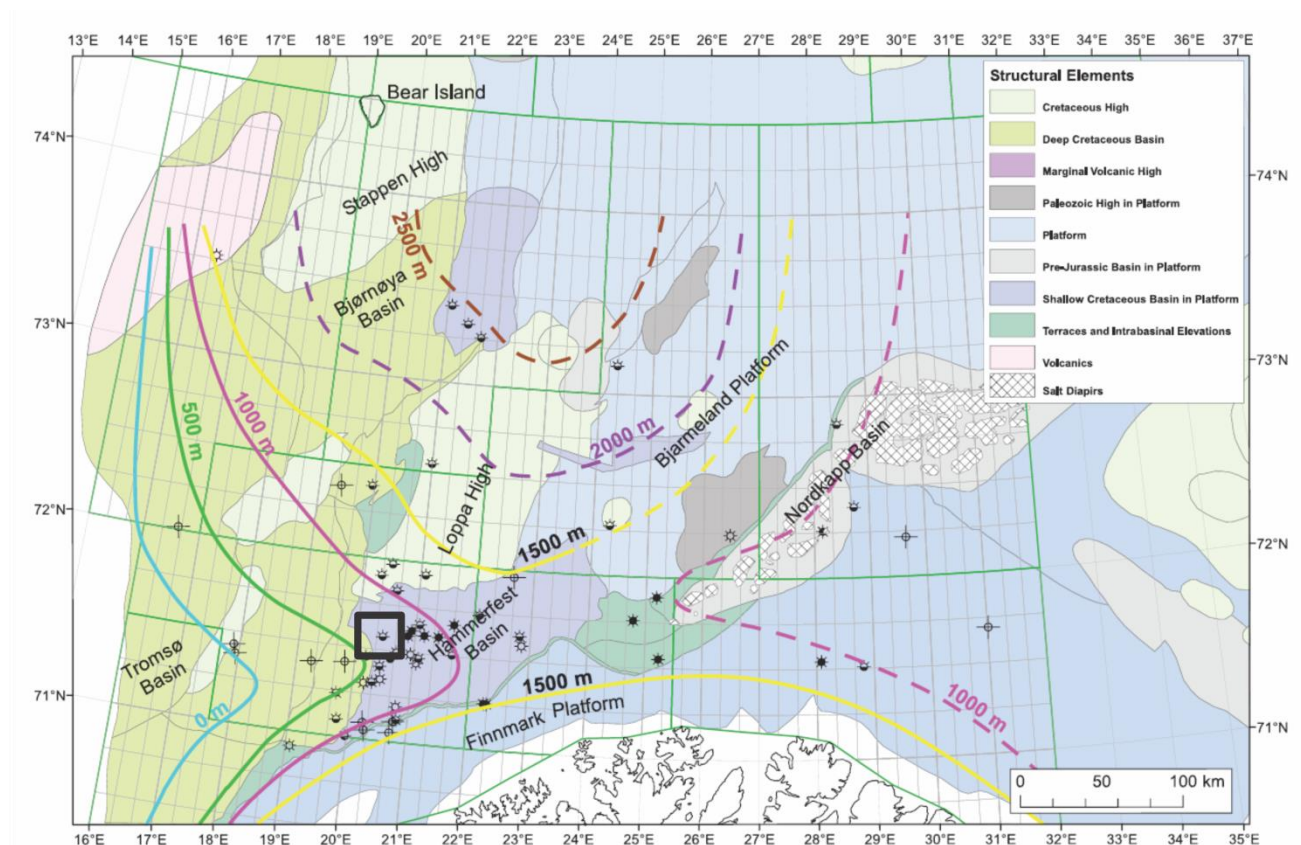 13°E 14°E 15°E 16°E 17°E 18°E 19°E 20°E 21°E 22°E 23°E 24°E 25°E 26°E 27°E 28°E 29°E 31°E 32°E 33°E 34°E 35°E 36°E 37°E
Structural Elements
Cretaceous High
Deep Cretaceous Basin
Marginal Volcanic High
Paleozoic High in Platform
Platform
Pre-Jurassic Basin in Platform
Shallow Cretaceous Basin in Platform
Terraces and Intrabasinal Elevations
Volcanics
Salt Diapirs
Bear Island
74°N
74°N
Stappen High
2500 m
Bjørnøya
Basin
73°N
73°N
500 m
1000 m
2000 m
Bjarmeland Platform
Nordkapp Basin
Loppa High
72°N
72°N
1500 m
Hammerfest
Basin
Tromsø
Basin
71°N
71°N
0 m
1500 m
Finnmark Platform
1000 m
0 50 100 km
16°E 17°E 18°E 19°E 20°E 21°E 22°E 23°E 24°E 25°E 26°E 27°E 28°E 29°E 30°E 31°E 32°E 33°E 34°E 35°E